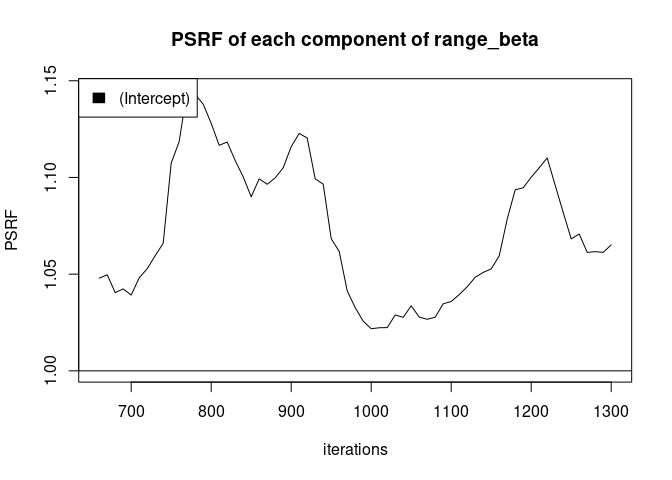 PSRF of each component of range_beta
(Intercept)
PSRF
1.15
1.10
1.05
1.00
700 800 900 1000 1100 1200 1300
iterations